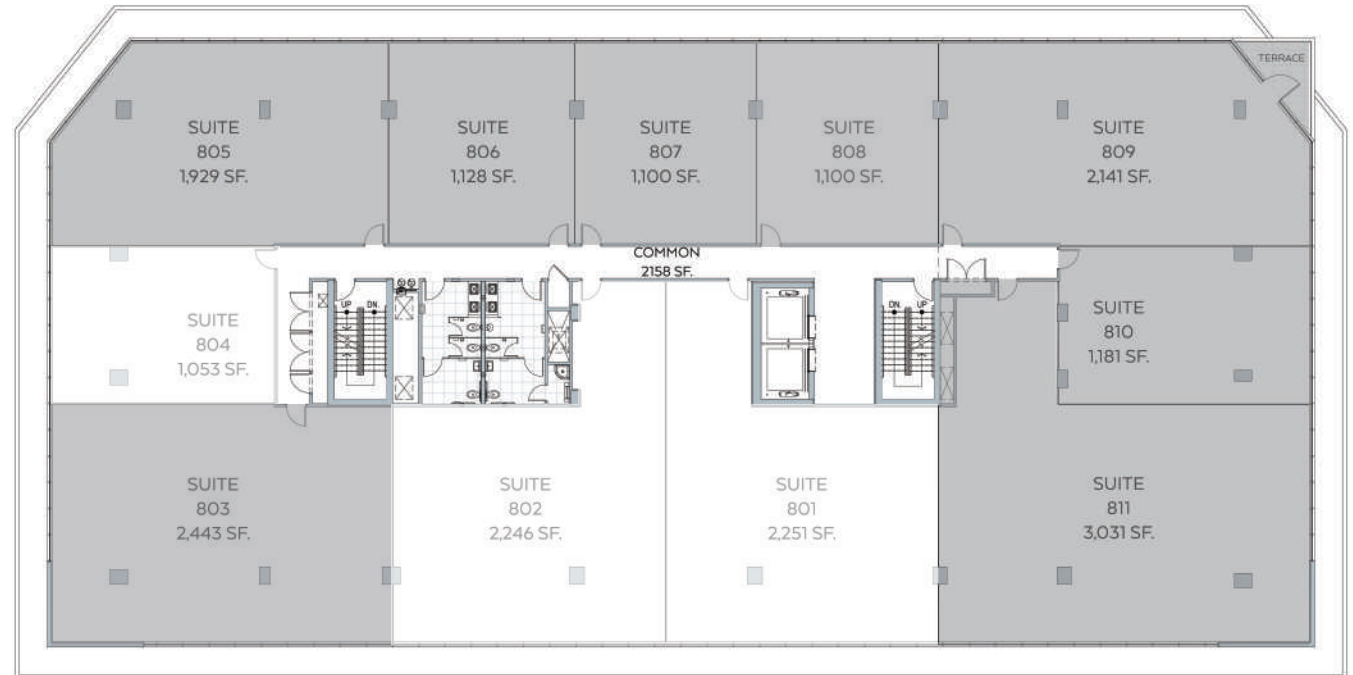 TERRACE
SUITE
805
1,929 SF.
SUITE
806
1,128 SF.
SUITE
807
1,100 SF.
SUITE
808
1,100 SF.
SUITE
809
2,141 SF.
COMMON
2158 SF.
SUITE
804
1,053 SF.
UP DN.
DN. UP
SUITE
810
1,181 SF.
SUITE
803
2,443 SF.
SUITE
802
2,246 SF.
SUITE
801
2,251 SF.
SUITE
811
3,031 SF.